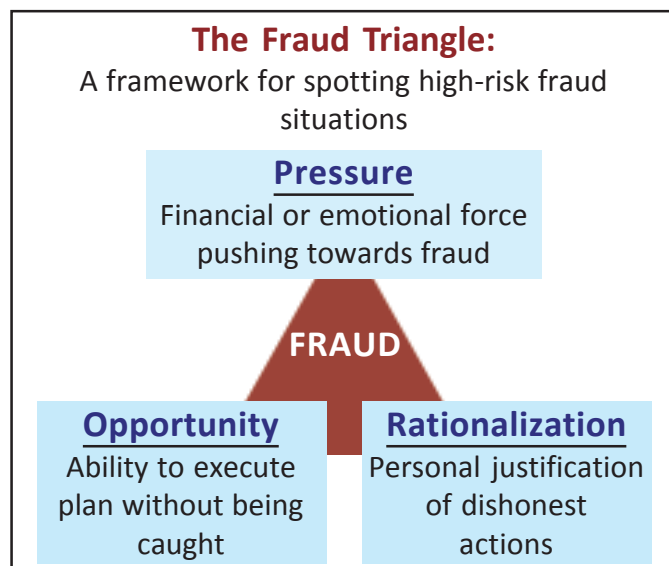 The Fraud Triangle:
A framework for spotting high-risk fraud
situations
Pressure
Financial or emotional force
pushing towards fraud
FRAUD
Opportunity
Ability to execute
plan without being
caught
Rationalization
Personal justification
of dishonest
actions